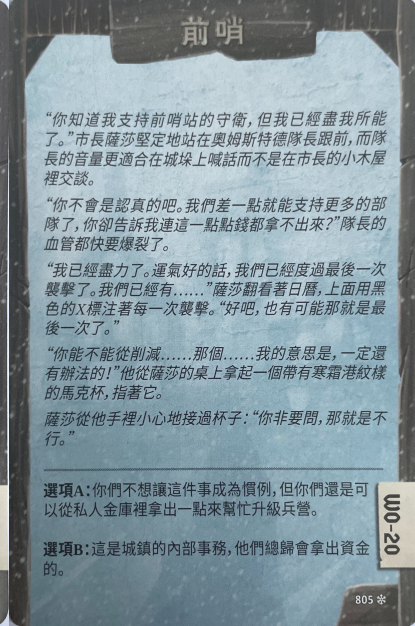 前哨
“你知道我支持前哨站的守衛，但我已經盡我所能
了。”市長薩莎堅定地站在奧姆斯特德隊長跟前，而隊
長的音量更適合在城垛上喊話而不是在市長的小木屋
裡交談。
“你不會是認真的吧。我們差一點就能支持更多的部
隊了，你卻告訴我連這一點點錢都拿不出來？”隊長的
血管都快要爆裂了。
“我已經盡力了。運氣好的話，我們已經度過最後一次
襲擊了。我們已經有……”薩莎翻看著日曆，上面用黑
色的X標注著每一次襲擊。“好吧，也有可能那就是最
後一次了。”
“你能不能從削減……那個……我的意思是，一定還
有辦法的！”他從薩莎的桌上拿起一個帶有寒霜港紋樣
的馬克杯，指著它。
薩莎從他手裡小心地接過杯子：“你非要問，那就是不
行。”
選項A：你們不想讓這件事成為慣例，但你們還是可
以從私人金庫裡拿出一點來幫忙升級兵營。
選項B：這是城鎮的內部事務，他們總歸會拿出資金
的。
WO-20
805